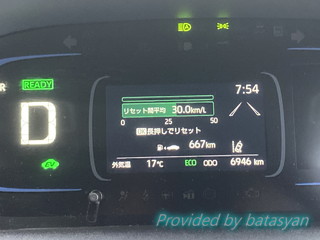 R
READY
7:54
D
リセット間平均 30.0km/L
0 25 50
OK 長押しでリセット
667km
外気温 17℃ ECO ODO 6946 km
Provided by batasyan